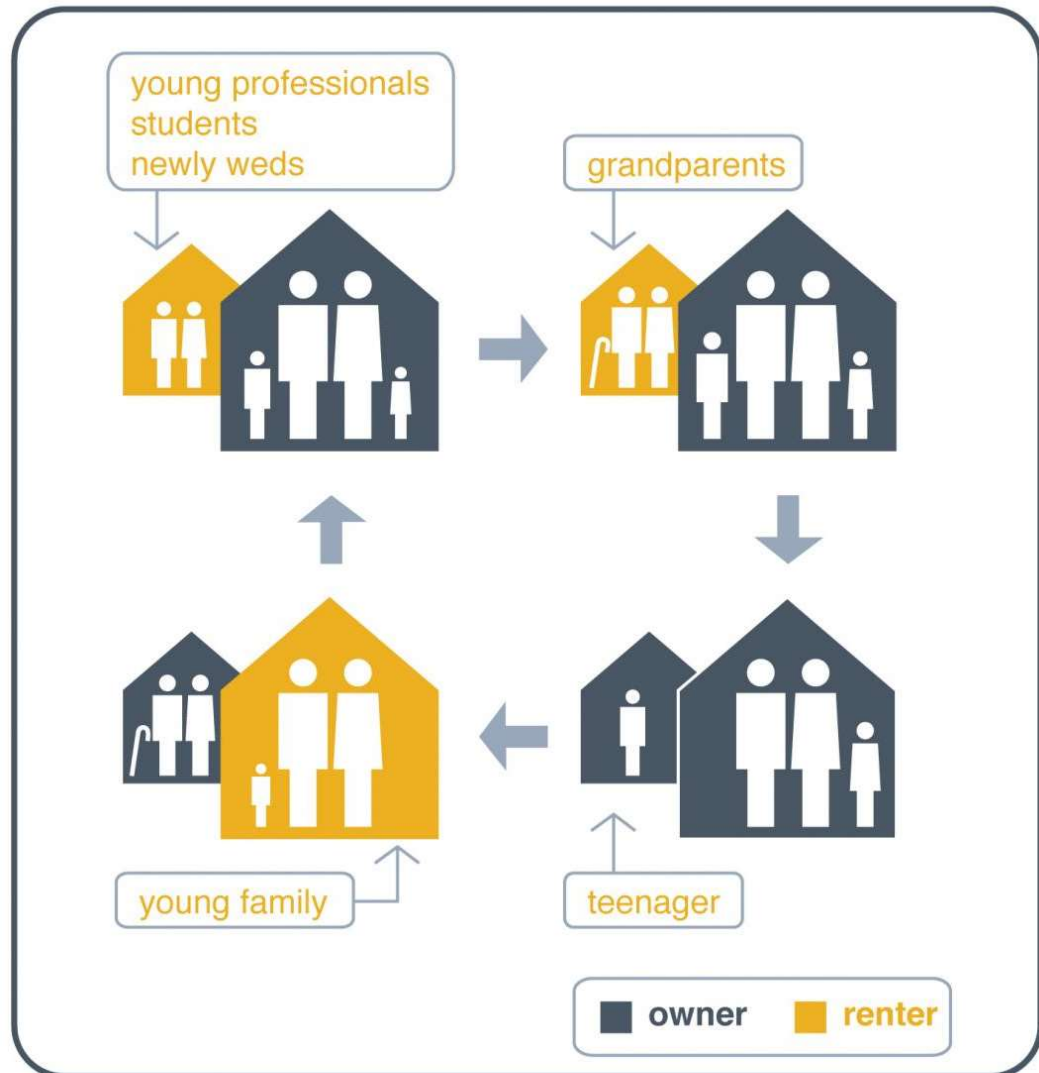 young professionals
students
newly weds
grandparents
young family
teenager
owner
renter